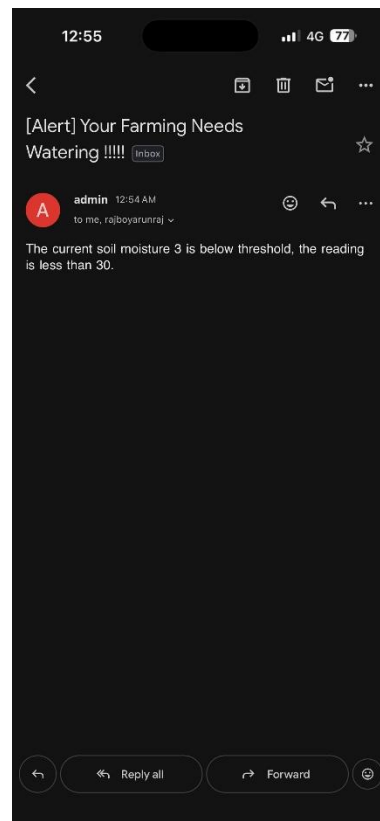 12:55
4G 77
[Alert] Your Farming Needs
Watering !!!!! Inbox
A
admin 12:54 AM
to me, rajboyarunraj
The current soil moisture 3 is below threshold, the reading
is less than 30.
Reply all
Forward